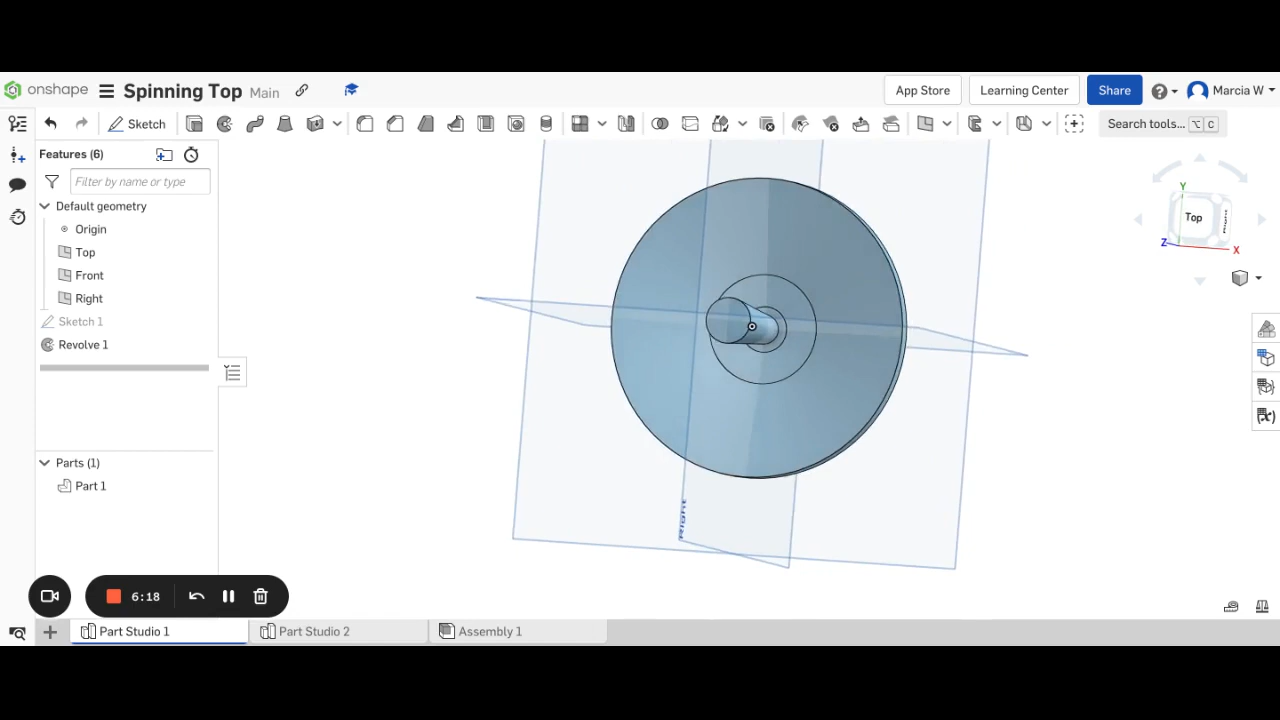 onshape Spinning Top Main App Store Learning Center Share Marcia W
Sketch Search tools... ⌥ C
Features (6)
Filter by name or type
Default geometry
Origin
Top
Front
Right
Sketch 1
Revolve 1
Parts (1)
Part 1
Right
Y
Top
Z
X
6:18
Part Studio 1 Part Studio 2 Assembly 1